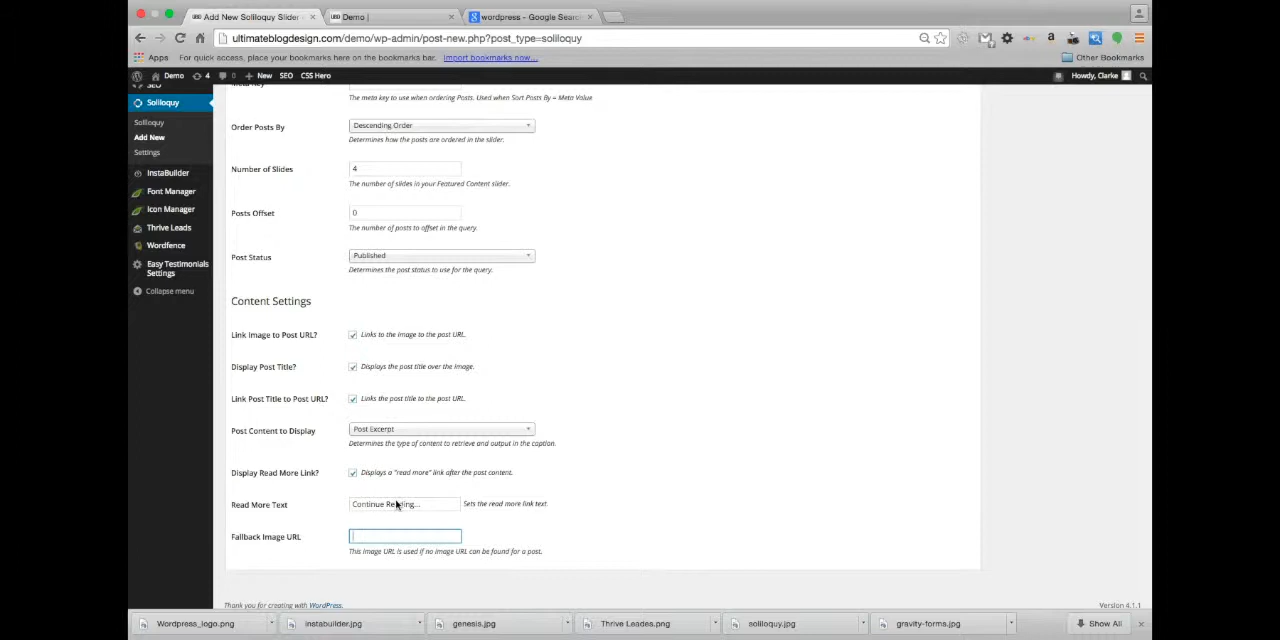 Add New Soliloquy Slider
Demo |
wordpress - Google Searc
ultimateblogdesign.com/demo/wp-admin/post-new.php?post_type=soliloquy
Apps For quick access, place your bookmarks here on the bookmarks bar. Import bookmarks now... Other Bookmarks
Demo 4 0 New SEO CSS Hero Howdy, Clarke
SEO
Soliloquy
Soliloquy
Add New
Settings
InstaBuilder
Font Manager
Icon Manager
Thrive Leads
Wordfence
Easy Testimonials
Settings
Collapse menu
Meta Key
The meta key to use when ordering Posts. Used when Sort Posts By = Meta Value
Order Posts By Descending Order
Determines how the posts are ordered in the slider.
Number of Slides 4
The number of slides in your Featured Content slider.
Posts Offset 0
The number of posts to offset in the query.
Post Status Published
Determines the post status to use for the query.
Content Settings
Link Image to Post URL? Links to the image to the post URL.
Display Post Title? Displays the post title over the image.
Link Post Title to Post URL? Links the post title to the post URL.
Post Content to Display Post Excerpt
Determines the type of content to retrieve and output in the caption.
Display Read More Link? Displays a "read more" link after the post content.
Read More Text Continue Reading... Sets the read more link text.
Fallback Image URL
This image URL is used if no image URL can be found for a post.
Thank you for creating with WordPress. Version 4.1.1
Wordpress_logo.png instabuilder.jpg genesis.jpg Thrive Leades.png soliloquy.jpg gravity-forms.jpg Show All